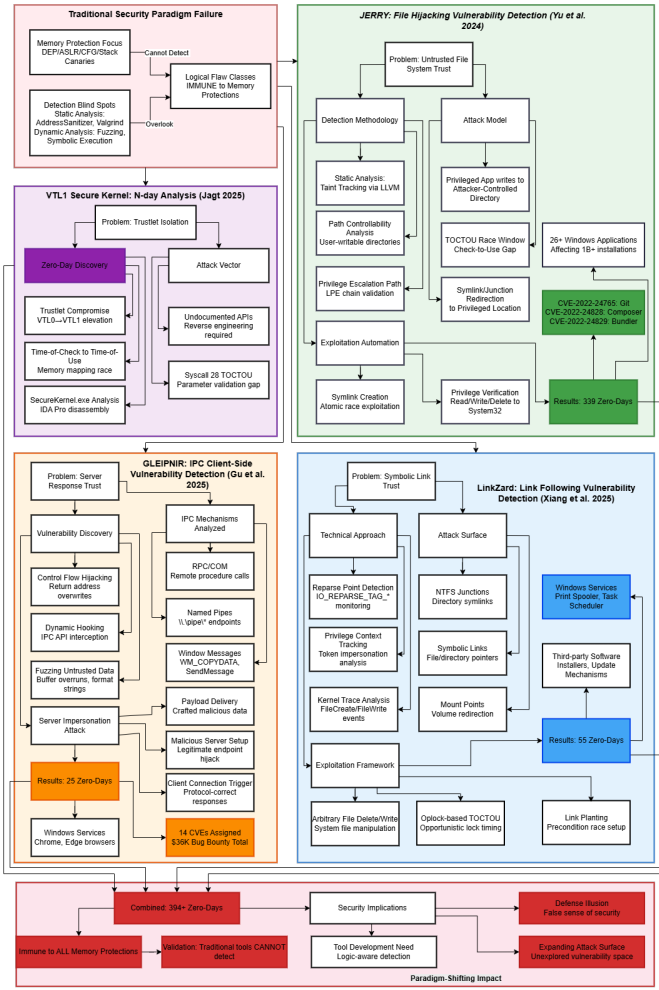 Traditional Security Paradigm Failure
Memory Protection Focus
DEP/ASLR/CFG/Stack
Canaries
Cannot Detect
Logical Flaw Classes
IMMUNE to Memory
Protections
Detection Blind Spots
Static Analysis:
AddressSanitizer, Valgrind
Dynamic Analysis: Fuzzing,
Symbolic Execution
Overlook
JERRY: File Hijacking Vulnerability Detection (Yu et al.
2024)
Problem: Untrusted File
System Trust
Detection Methodology
Attack Model
Static Analysis:
Taint Tracking via LLVM
Privileged App writes to
Attacker-Controlled
Directory
Path Controllability
Analysis
User-writable directories
TOCTOU Race Window
Check-to-Use Gap
26+ Windows Applications
Affecting 1B+ installations
Privilege Escalation Path
LPE chain validation
Symlink/Junction
Redirection
to Privileged Location
CVE-2022-24765: Git
CVE-2022-24828: Composer
CVE-2022-24829: Bundler
Exploitation Automation
Symlink Creation
Atomic race exploitation
Privilege Verification
Read/Write/Delete to
System32
Results: 339 Zero-Days
VTL1 Secure Kernel: N-day Analysis (Jagt 2025)
Problem: Trustlet Isolation
Zero-Day Discovery
Attack Vector
Trustlet Compromise
VTL0→VTL1 elevation
Undocumented APIs
Reverse engineering
required
Time-of-Check to Time-of-
Use
Memory mapping race
Syscall 28 TOCTOU
Parameter validation gap
SecureKernel.exe Analysis
IDA Pro disassembly
GLEIPNIR: IPC Client-Side
Vulnerability Detection (Gu et al.
2025)
Problem: Server
Response Trust
Vulnerability Discovery
IPC Mechanisms
Analyzed
Control Flow Hijacking
Return address
overwrites
RPC/COM
Remote procedure calls
Dynamic Hooking
IPC API interception
Named Pipes
\\.\pipe\* endpoints
Fuzzing Untrusted Data
Buffer overruns, format
strings
Window Messages
WM_COPYDATA,
SendMessage
Server Impersonation
Attack
Payload Delivery
Crafted malicious data
Malicious Server Setup
Legitimate endpoint
hijack
Results: 25 Zero-Days
Client Connection Trigger
Protocol-correct
responses
Windows Services
Chrome, Edge browsers
14 CVEs Assigned
$36K Bug Bounty Total
LinkZard: Link Following Vulnerability
Detection (Xiang et al. 2025)
Problem: Symbolic Link
Trust
Technical Approach
Attack Surface
Reparse Point Detection
IO_REPARSE_TAG_*
monitoring
NTFS Junctions
Directory symlinks
Windows Services
Print Spooler, Task
Scheduler
Privilege Context
Tracking
Token impersonation
analysis
Symbolic Links
File/directory pointers
Third-party Software
Installers, Update
Mechanisms
Kernel Trace Analysis
FileCreate/FileWrite
events
Mount Points
Volume redirection
Results: 55 Zero-Days
Exploitation Framework
Arbitrary File Delete/Write
System file manipulation
Oplock-based TOCTOU
Opportunistic lock timing
Link Planting
Precondition race setup
Combined: 394+ Zero-Days
Security Implications
Defense Illusion
False sense of security
Immune to ALL Memory Protections
Validation: Traditional tools CANNOT
detect
Tool Development Need
Logic-aware detection
Expanding Attack Surface
Unexplored vulnerability space
Paradigm-Shifting Impact